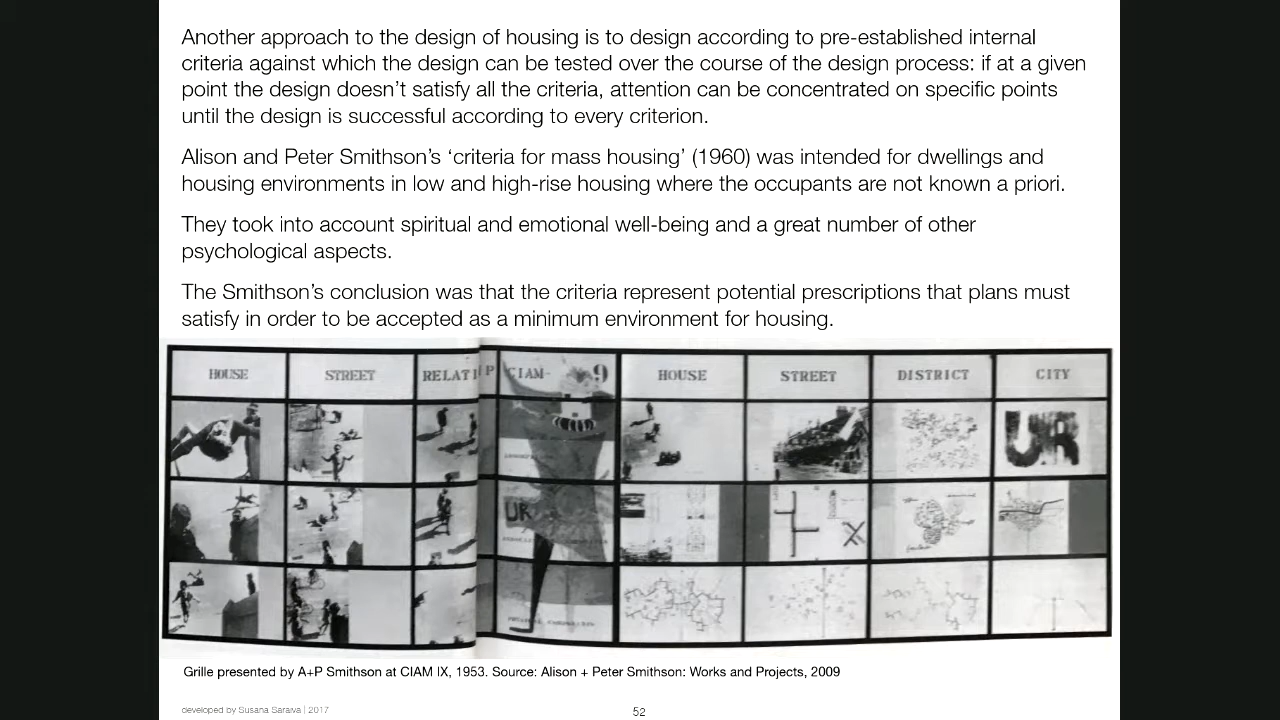 Another approach to the design of housing is to design according to pre-established internal
criteria against which the design can be tested over the course of the design process: if at a given
point the design doesn’t satisfy all the criteria, attention can be concentrated on specific points
until the design is successful according to every criterion.
Alison and Peter Smithson’s ‘criteria for mass housing’ (1960) was intended for dwellings and
housing environments in low and high-rise housing where the occupants are not known a priori.
They took into account spiritual and emotional well-being and a great number of other
psychological aspects.
The Smithson’s conclusion was that the criteria represent potential prescriptions that plans must
satisfy in order to be accepted as a minimum environment for housing.
HOUSE STREET RELATI P CIAM- 9 HOUSE STREET DISTRICT CITY
UR
UR
Grille presented by A+P Smithson at CIAM IX, 1953. Source: Alison + Peter Smithson: Works and Projects, 2009
developed by Susana Saraiva | 2017
52